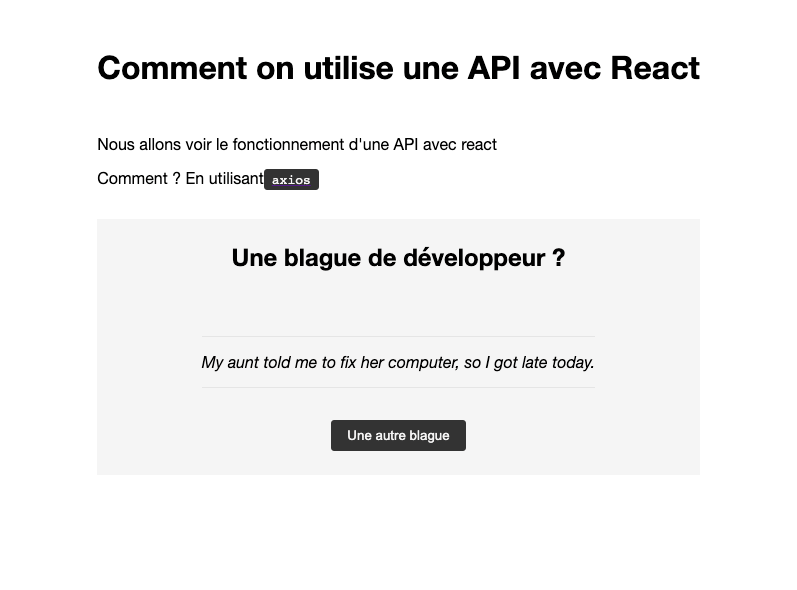 Comment on utilise une API avec React
Nous allons voir le fonctionnement d'une API avec react
Comment ? En utilisant axios
Une blague de développeur ?
My aunt told me to fix her computer, so I got late today.
Une autre blague